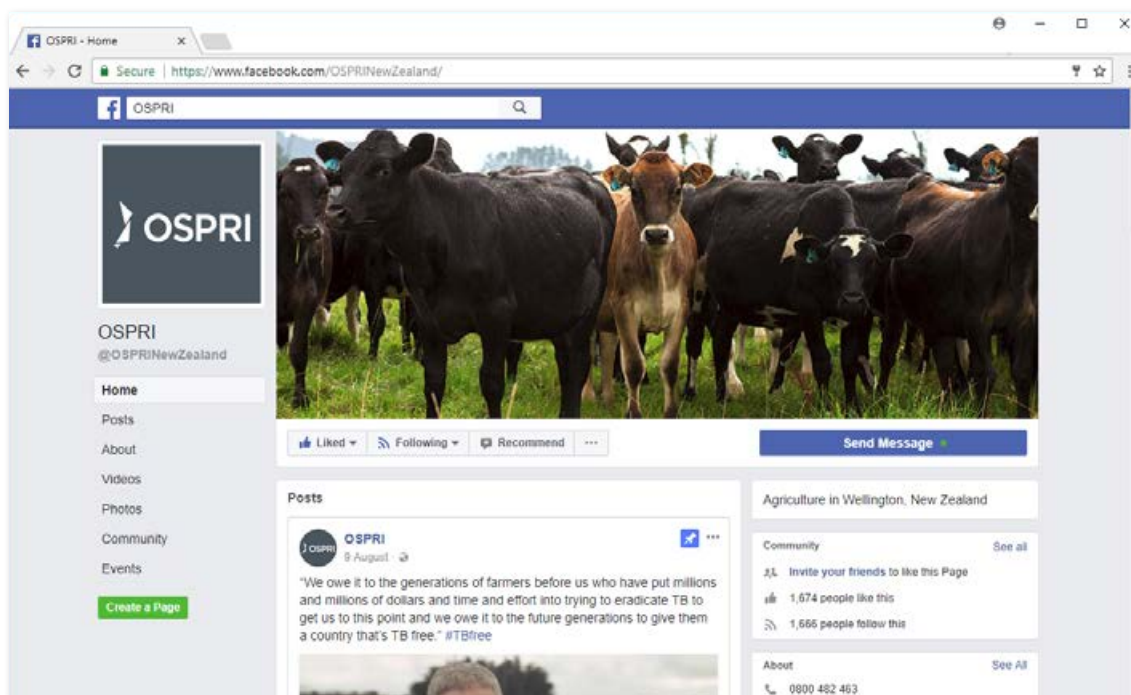 OSPRI - Home
Secure | https://www.facebook.com/OSPRINewZealand/
OSPRI
OSPRI
OSPRI
@OSPRINewZealand
Home
Posts
About
Videos
Photos
Community
Events
Create a Page
Liked
Following
Recommend
Send Message
Posts
OSPRI
OSPRI
9 August
"We owe it to the generations of farmers before us who have put millions
and millions of dollars and time and effort into trying to eradicate TB to
get us to this point and we owe it to the future generations to give them
a country that's TB free." #TBfree
Agriculture in Wellington, New Zealand
Community See all
Invite your friends to like this Page
1,674 people like this
1,666 people follow this
About See All
0800 482 463